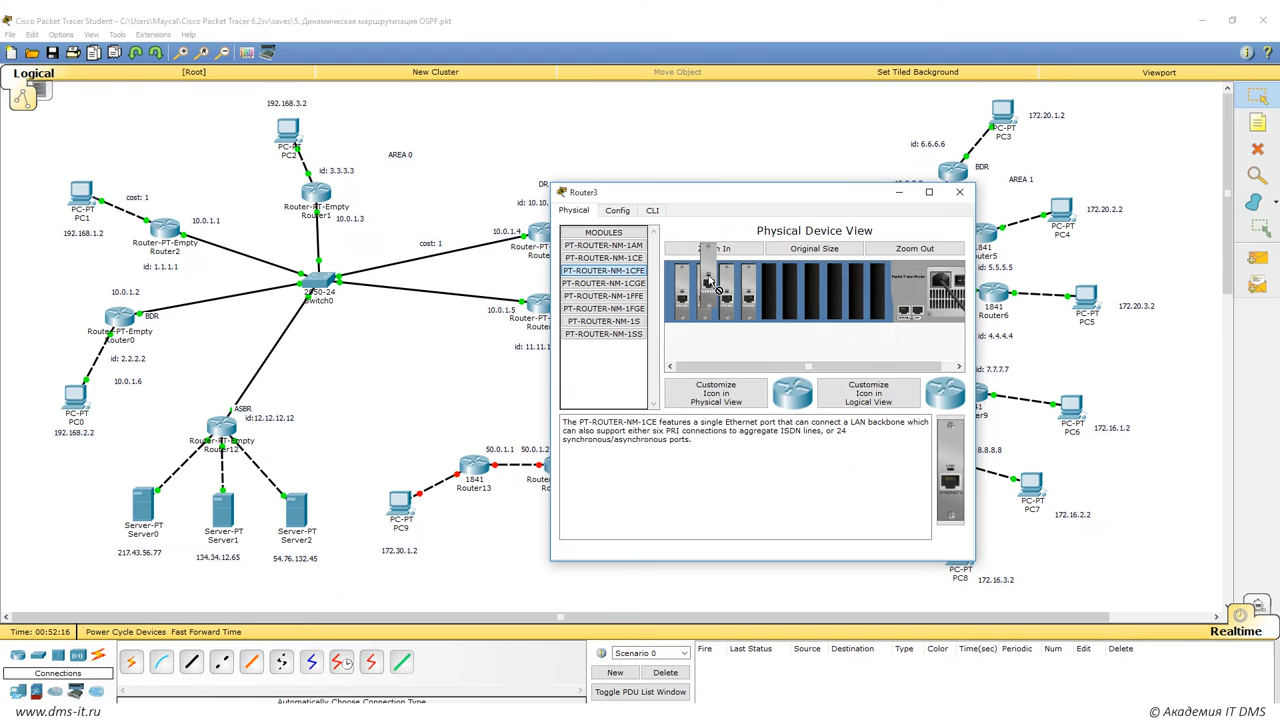 Cisco Packet Tracer Student - C:\Users\Maycal\Cisco Packet Tracer 6.2sv\saves\5. Динамическая маршрутизация OSPF.pkt
File Edit Options View Tools Extensions Help
Logical
[Root]
New Cluster
Move Object
Set Tiled Background
Viewport
192.168.3.2
PC2
id: 3.3.3.3
AREA 0
Router-PT-Empty
Router1
10.0.1.3
PC-PT
PC1
192.168.1.2
cost: 1
10.0.1.1
Router-PT-Empty
Router2
id: 1.1.1.1
cost: 1
10.0.1.4
id: 10.10.
2950-24
Switch0
10.0.1.5
id: 11.11.1
10.0.1.2
BDR
Router-PT-Empty
Router0
id: 2.2.2.2
10.0.1.6
PC-PT
PC0
192.168.2.2
ASBR
id:12.12.12.12
Router-PT-Empty
Router12
Server-PT
Server0
217.43.56.77
Server-PT
Server1
134.34.12.65
Server-PT
Server2
54.76.132.45
50.0.1.1
50.0.1.2
1841
Router13
PC-PT
PC9
172.30.1.2
Router3
Physical
Config
CLI
MODULES
PT-ROUTER-NM-1AM
PT-ROUTER-NM-1CE
PT-ROUTER-NM-1CFE
PT-ROUTER-NM-1CGE
PT-ROUTER-NM-1FFE
PT-ROUTER-NM-1FGE
PT-ROUTER-NM-1S
PT-ROUTER-NM-1SS
Physical Device View
In
Original Size
Zoom Out
Customize
Icon in
Physical View
Customize
Icon in
Logical View
The PT-ROUTER-NM-1CE features a single Ethernet port that can connect a LAN backbone which
can also support either six PRI connections to aggregate ISDN lines, or 24
synchronous/asynchronous ports.
PC-PT
PC3
172.20.1.2
id: 6.6.6.6
BDR
AREA 1
PC-PT
PC4
172.20.2.2
id: 5.5.5.5
1841
Router6
PC-PT
PC5
172.20.3.2
id: 4.4.4.4
id: 7.7.7.7
PC-PT
PC6
172.16.1.2
8.8.8.8
PC-PT
PC7
172.16.2.2
PC-PT
PC8
172.16.3.2
Time: 00:52:16
Power Cycle Devices Fast Forward Time
Realtime
Connections
Automatically Choose Connection Type
Scenario 0
New
Delete
Toggle PDU List Window
Fire Last Status Source Destination Type Color Time(sec) Periodic Num Edit Delete
www.dms-it.ru
© Академия IT DMS